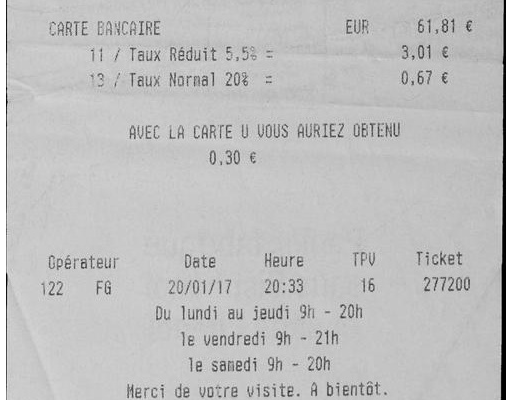 CARTE BANCAIRE EUR 61,81 €
11 / Taux Réduit 5,5% = 3,01 €
13 / Taux Normal 20% = 0,67 €
AVEC LA CARTE U VOUS AURIEZ OBTENU
0,30 €
Opérateur Date Heure TPV Ticket
122 FG 20/01/17 20:33 16 277200
Du lundi au jeudi 9h - 20h
le vendredi 9h - 21h
le samedi 9h - 20h
Merci de votre visite. A bientôt.